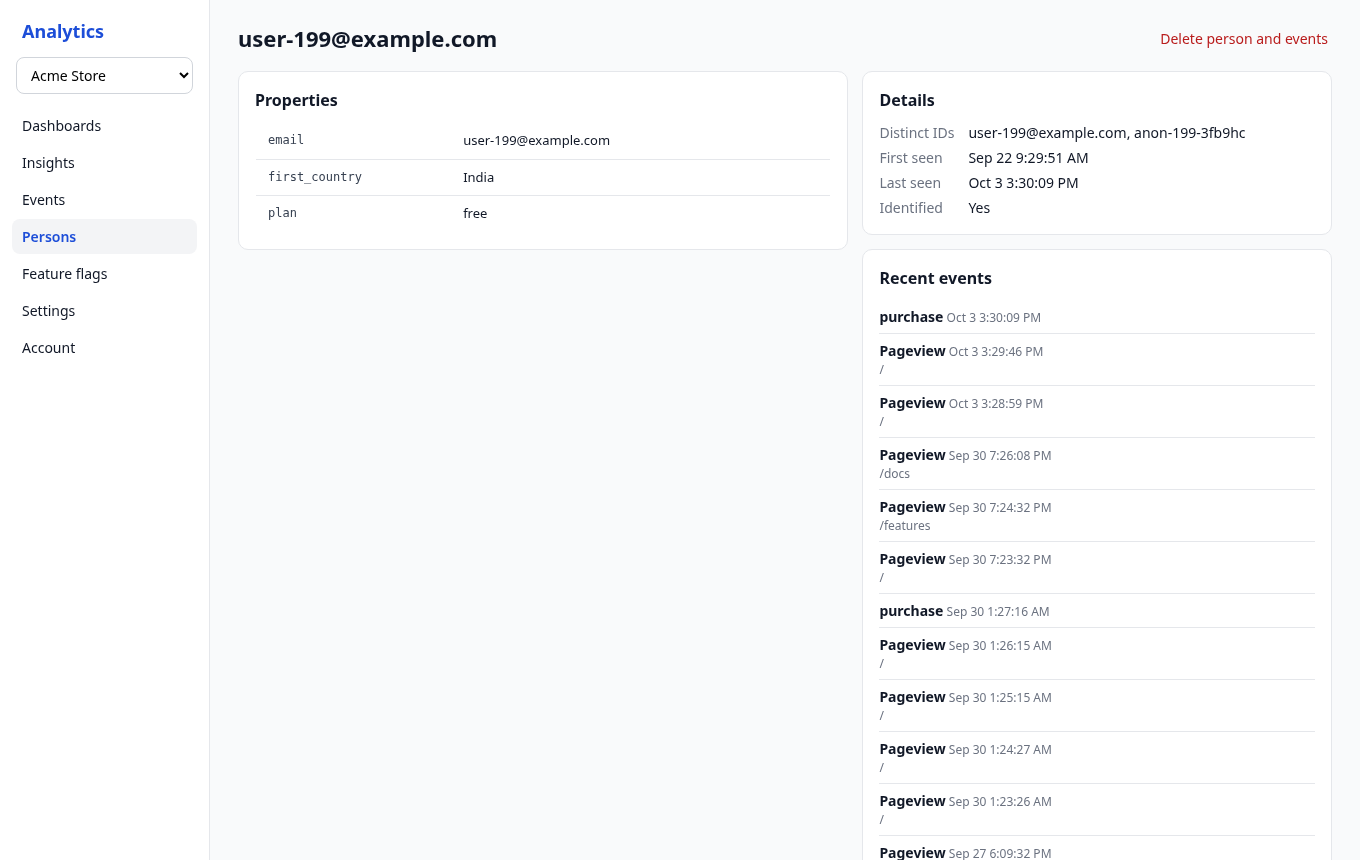 Analytics
Acme Store
Dashboards
Insights
Events
Persons
Feature flags
Settings
Account
user-199@example.com
Delete person and events
Properties
email user-199@example.com
first_country India
plan free
Details
Distinct IDs user-199@example.com, anon-199-3fb9hc
First seen Sep 22 9:29:51 AM
Last seen Oct 3 3:30:09 PM
Identified Yes
Recent events
purchase Oct 3 3:30:09 PM
Pageview Oct 3 3:29:46 PM
/
Pageview Oct 3 3:28:59 PM
/
Pageview Sep 30 7:26:08 PM
/docs
Pageview Sep 30 7:24:32 PM
/features
Pageview Sep 30 7:23:32 PM
/
purchase Sep 30 1:27:16 AM
Pageview Sep 30 1:26:15 AM
/
Pageview Sep 30 1:25:15 AM
/
Pageview Sep 30 1:24:27 AM
/
Pageview Sep 30 1:23:26 AM
/
Pageview Sep 27 6:09:32 PM